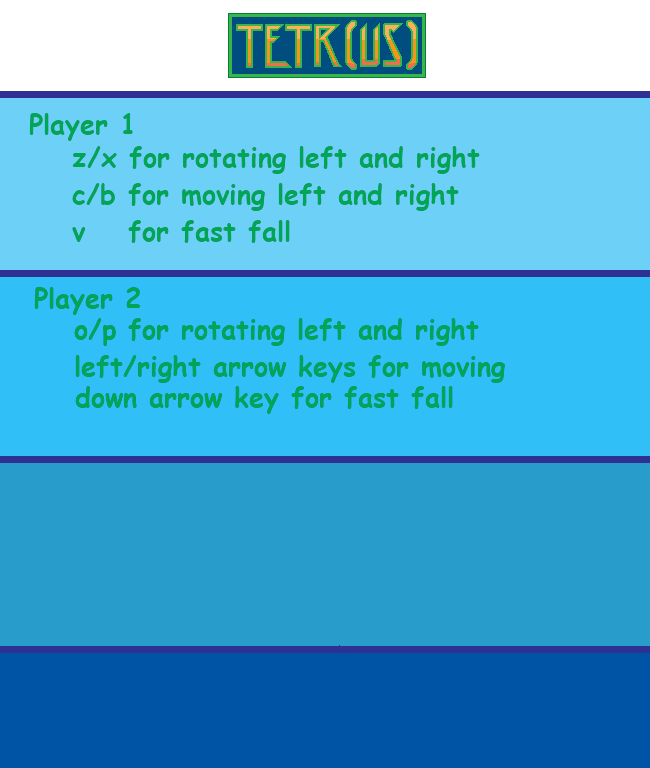 TETR(US)
Player 1
z/x for rotating left and right
c/b for moving left and right
v for fast fall
Player 2
o/p for rotating left and right
left/right arrow keys for moving
down arrow key for fast fall